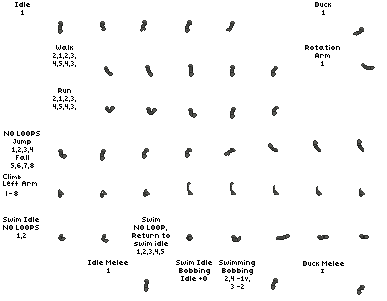 Idle
1
Duck
1
Walk
2,1,2,3,
4,5,4,3,
Rotation
Arm
1
Run
2,1,2,3,
4,5,4,3,
NO LOOPS
Jump
1,2,3,4
Fall
5,6,7,8
Climb
Left Arm
1-8
Swim Idle
NO LOOPS
1,2
Swim
NO LOOP,
Return to
swim idle
1,2,3,4,5
Swim Idle
Bobbing
Idle +0
Swimming
Bobbing
2,4 -1v,
3 -2
Idle Melee
1
Duck Melee
1